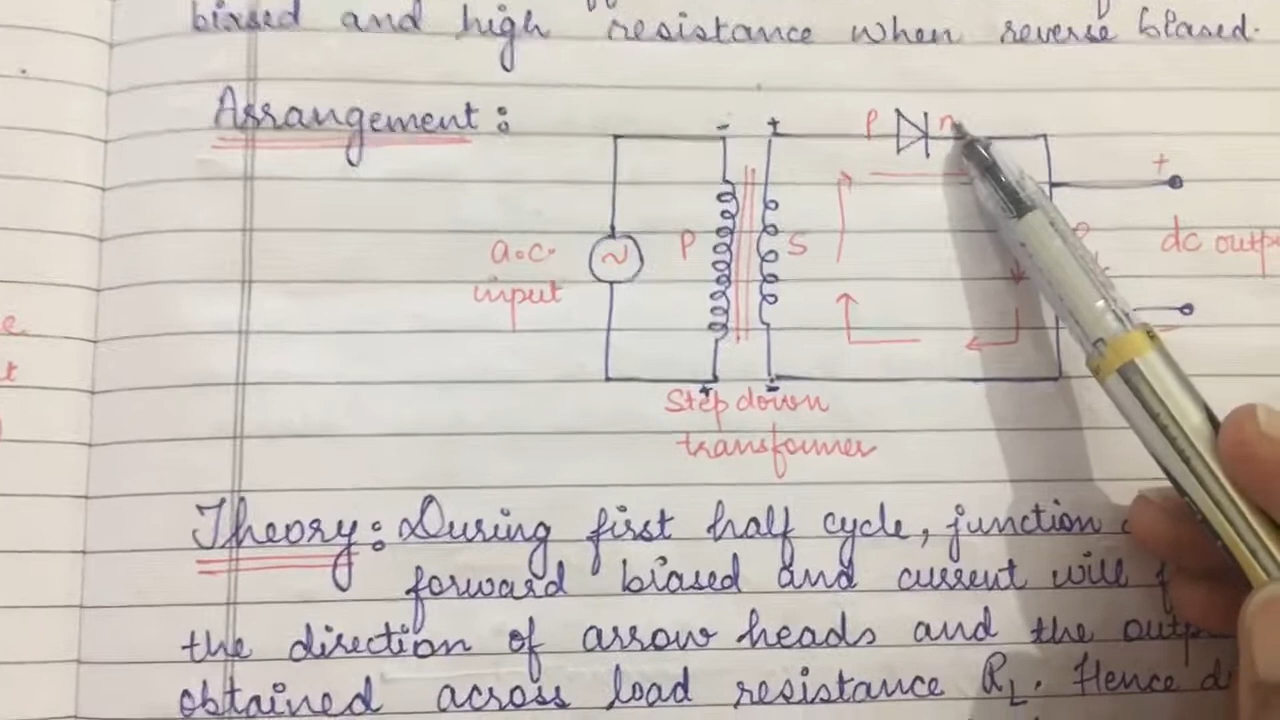 biased and high resistance when reverse biased.
Arrangement:
- + P n
+
a.c. ~ P S dc outp
input
e
t
+ -
Step down
transformer
Theory: During first half cycle, junction
forward biased and current will
the direction of arrow heads and the outp
obtained across load resistance RL. Hence d